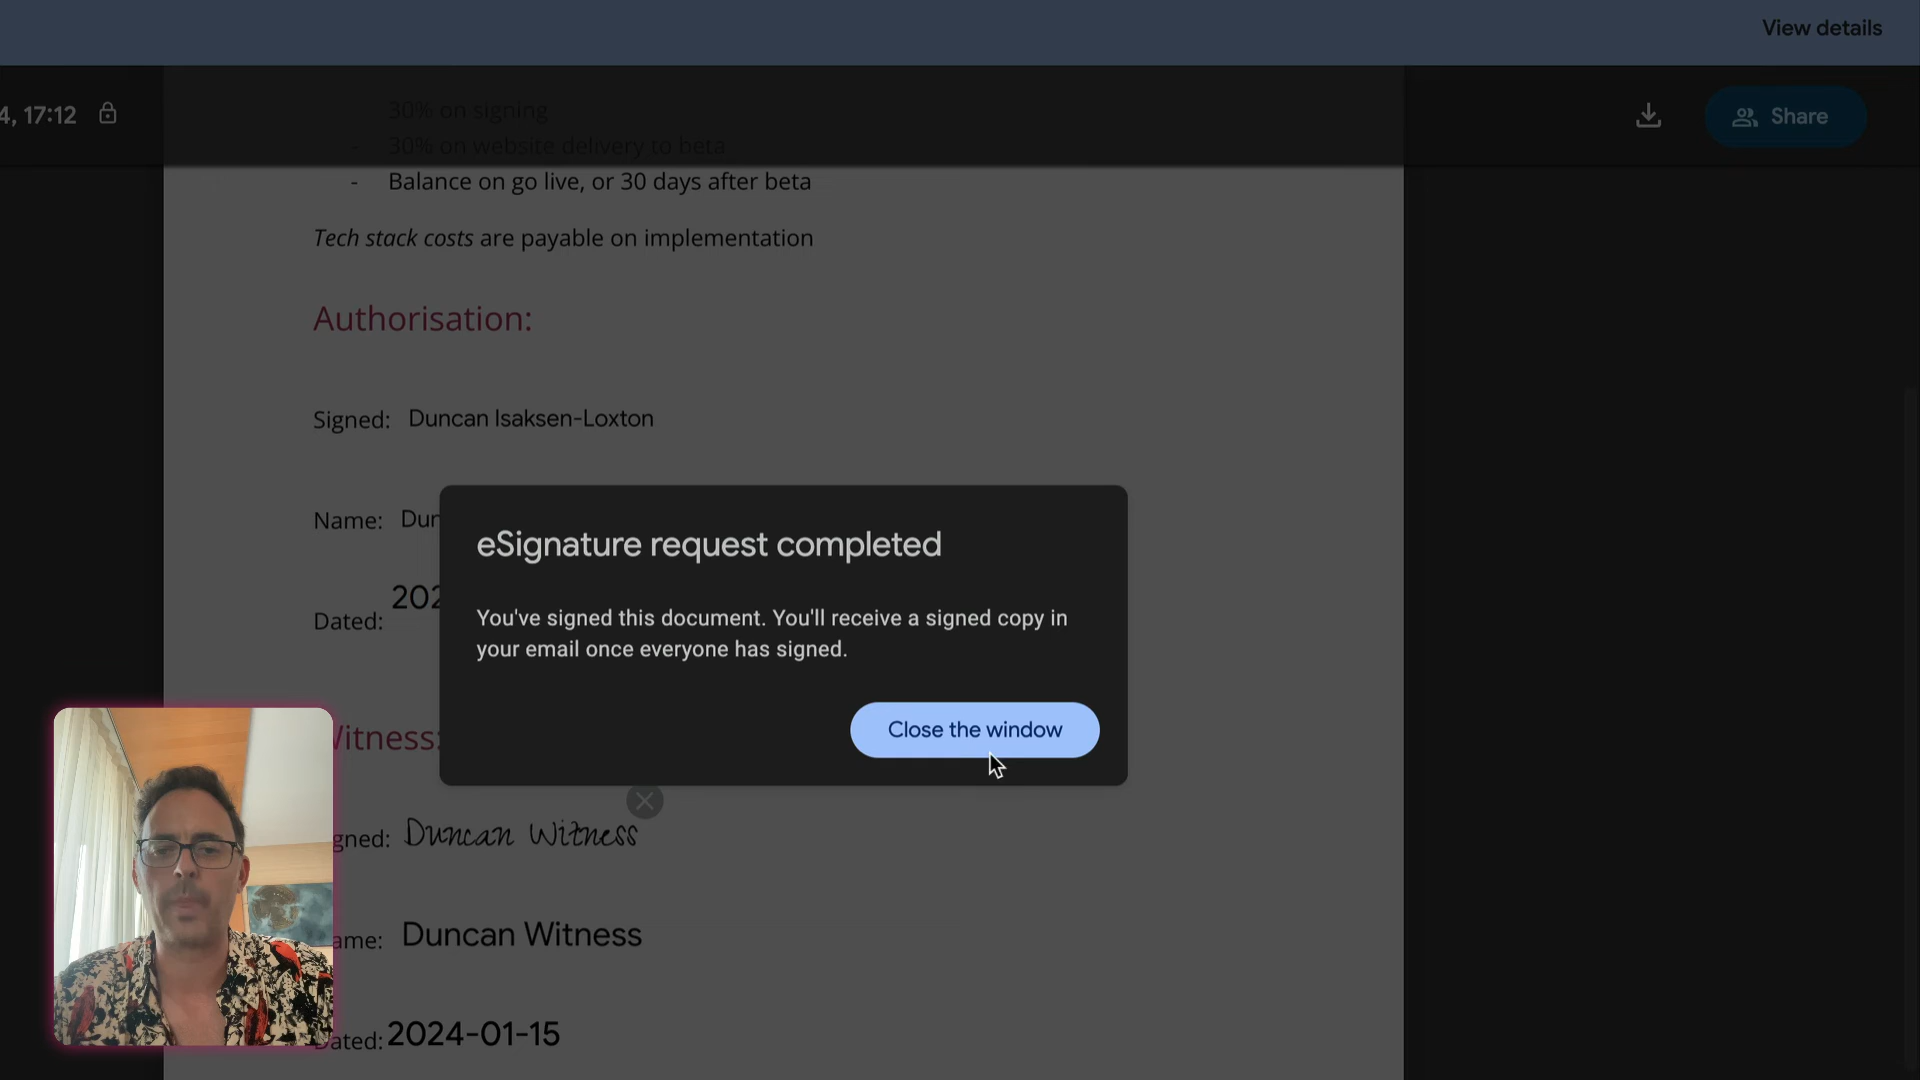 View details
4, 17:12
Share
30% on signing
- 30% on website delivery to beta
- Balance on go live, or 30 days after beta
Tech stack costs are payable on implementation
Authorisation:
Signed: Duncan Isaksen-Loxton
Name: Dun
Dated: 202
eSignature request completed
You've signed this document. You'll receive a signed copy in
your email once everyone has signed.
Close the window
Witness:
gned: Duncan Witness
ame: Duncan Witness
Dated: 2024-01-15